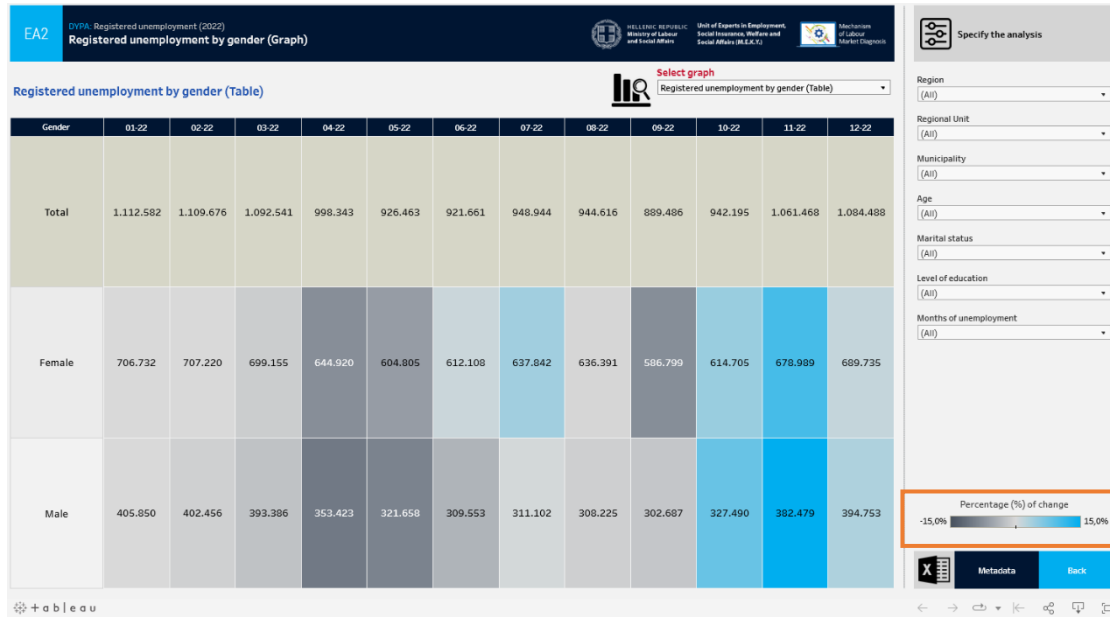 EA2
DYPA: Registered unemployment (2022)
Registered unemployment by gender (Graph)
HELLENIC REPUBLIC
Ministry of Labour
and Social Affairs
Unit of Experts in Employment,
Social Insurance, Welfare and
Social Affairs (M.E.K.Y.)
Mechanism
of Labour
Market Diagnosis
Specify the analysis
Registered unemployment by gender (Table)
Select graph
Registered unemployment by gender (Table)
Gender 01-22 02-22 03-22 04-22 05-22 06-22 07-22 08-22 09-22 10-22 11-22 12-22
Total 1.112.582 1.109.676 1.092.541 998.343 926.463 921.661 948.944 944.616 889.486 942.195 1.061.468 1.084.488
Female 706.732 707.220 699.155 644.920 604.805 612.108 637.842 636.391 586.799 614.705 678.989 689.735
Male 405.850 402.456 393.386 353.423 321.658 309.553 311.102 308.225 302.687 327.490 382.479 394.753
Region
(All)
Regional Unit
(All)
Municipality
(All)
Age
(All)
Marital status
(All)
Level of education
(All)
Months of unemployment
(All)
Percentage (%) of change
-15,0% 15,0%
X
Metadata
Back
+ableau